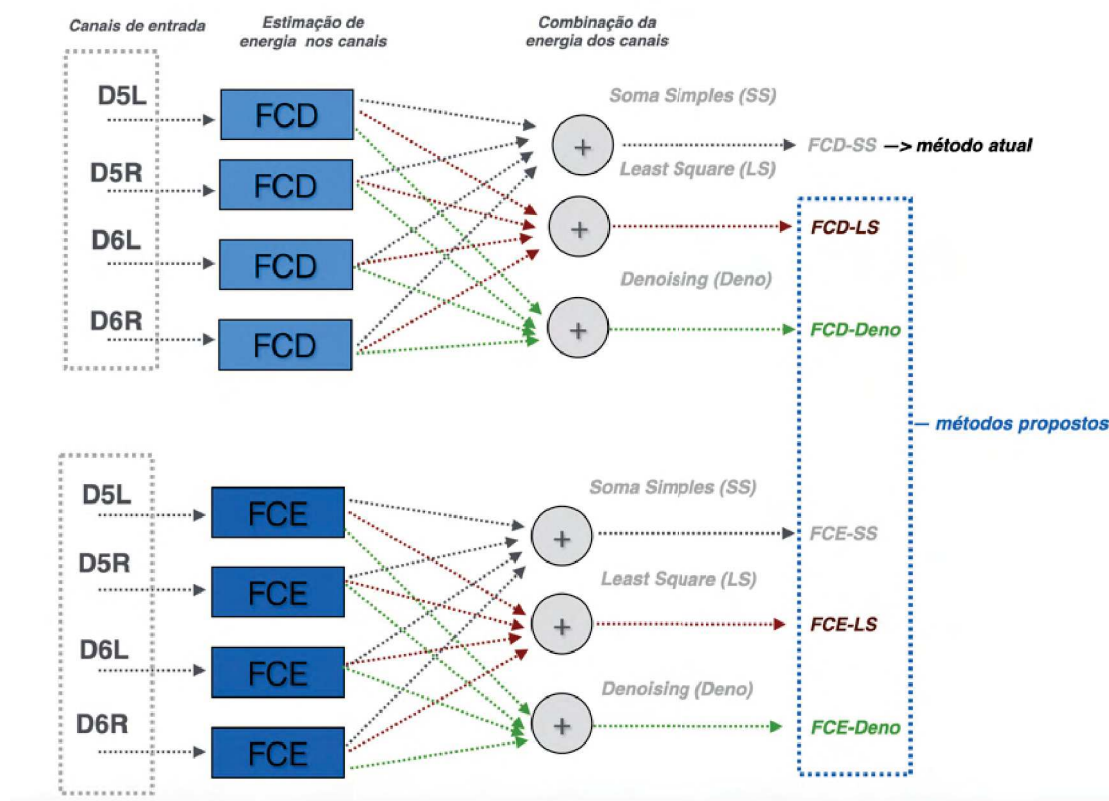 Canais de entrada
Estimação de
energia nos canais
Combinação da
energia dos canais
D5L
FCD
Soma Simples (SS)
+
FCD-SS —> método atual
D5R
FCD
Least Square (LS)
+
FCD-LS
D6L
FCD
Denoising (Deno)
+
FCD-Deno
D6R
FCD
— métodos propostos
D5L
FCE
Soma Simples (SS)
+
FCE-SS
D5R
FCE
Least Square (LS)
+
FCE-LS
D6L
FCE
Denoising (Deno)
+
FCE-Deno
D6R
FCE